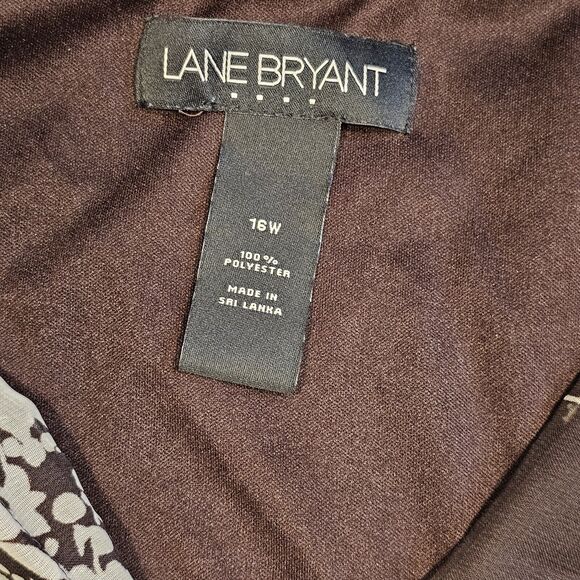 LANE BRYANT
16W
100%
POLYESTER
MADE IN
SRI LANKA